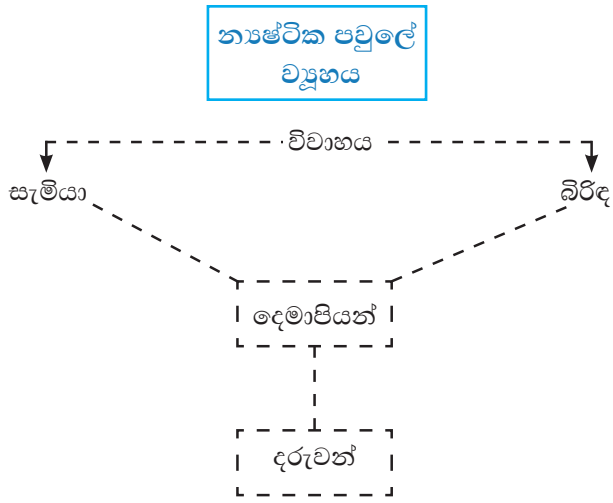 න්‍යෂ්ටික පවුලේ
ව්‍යූහය
විවාහය
සැමියා
බිරිඳ
දෙමාපියන්
දරුවන්